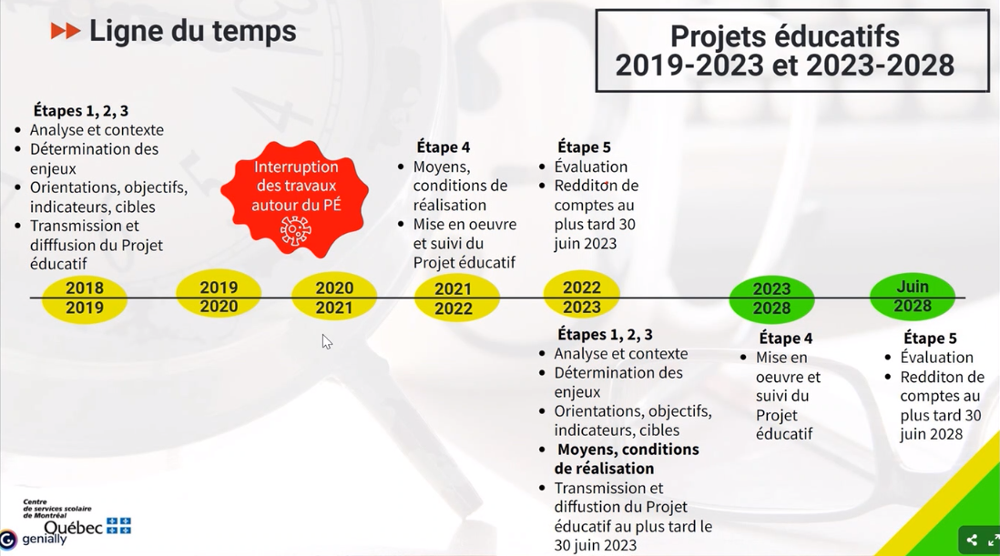 Ligne du temps
Projets éducatifs
2019-2023 et 2023-2028
Étapes 1, 2, 3
• Analyse et contexte
• Détermination des
enjeux
• Orientations, objectifs,
indicateurs, cibles
• Transmission et
difffusion du Projet
éducatif
Interruption
des travaux
autour du PÉ
Étape 4
• Moyens,
conditions de
réalisation
• Mise en oeuvre
et suivi du
Projet éducatif
Étape 5
• Évaluation
• Redditon de
comptes au
plus tard 30
juin 2023
2018
2019
2019
2020
2020
2021
2021
2022
2022
2023
2023
2028
Juin
2028
Étapes 1, 2, 3
• Analyse et contexte
• Détermination des
enjeux
• Orientations, objectifs,
indicateurs, cibles
• Moyens, conditions
de réalisation
• Transmission et
diffustion du Projet
éducatif au plus tard le
30 juin 2023
Étape 4
• Mise en
oeuvre et
suivi du
Projet
éducatif
Étape 5
• Évaluation
• Redditon de
comptes au
plus tard 30
juin 2028
Centre
de services scolaire
de Montréal
Québec
genially